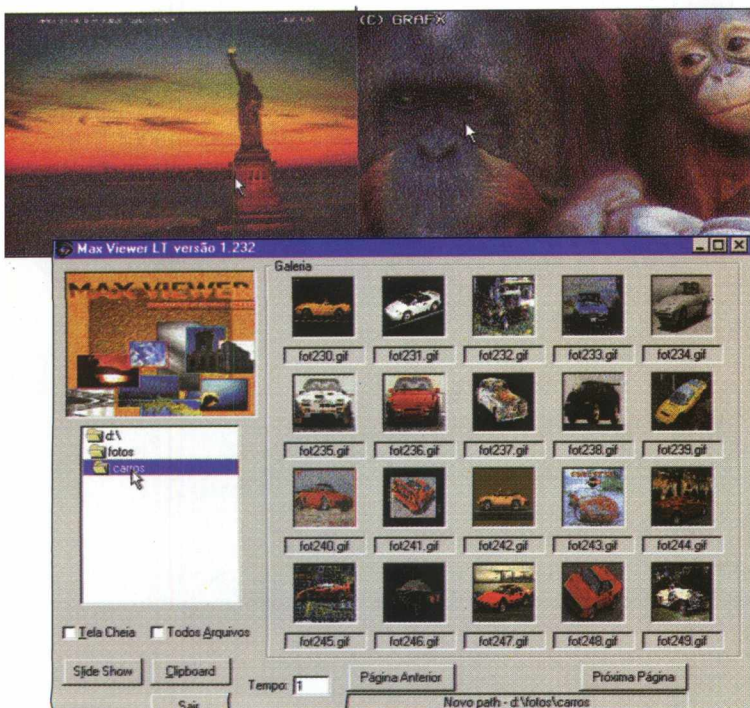 (C) GRAFX
Max Viewer LT versão 1.232
MAX VIEWER
Galeria
fot230.gif fot231.gif fot232.gif fot233.gif fot234.gif
d:\
fotos
carros
fot235.gif fot236.gif fot237.gif fot238.gif fot239.gif
fot240.gif fot241.gif fot242.gif fot243.gif fot244.gif
fot245.gif fot246.gif fot247.gif fot248.gif fot249.gif
Tela Cheia Todos Arquivos
Slide Show Clipboard
Tempo: 1
Página Anterior Próxima Página
Sair
Novo path - d:\fotos\carros